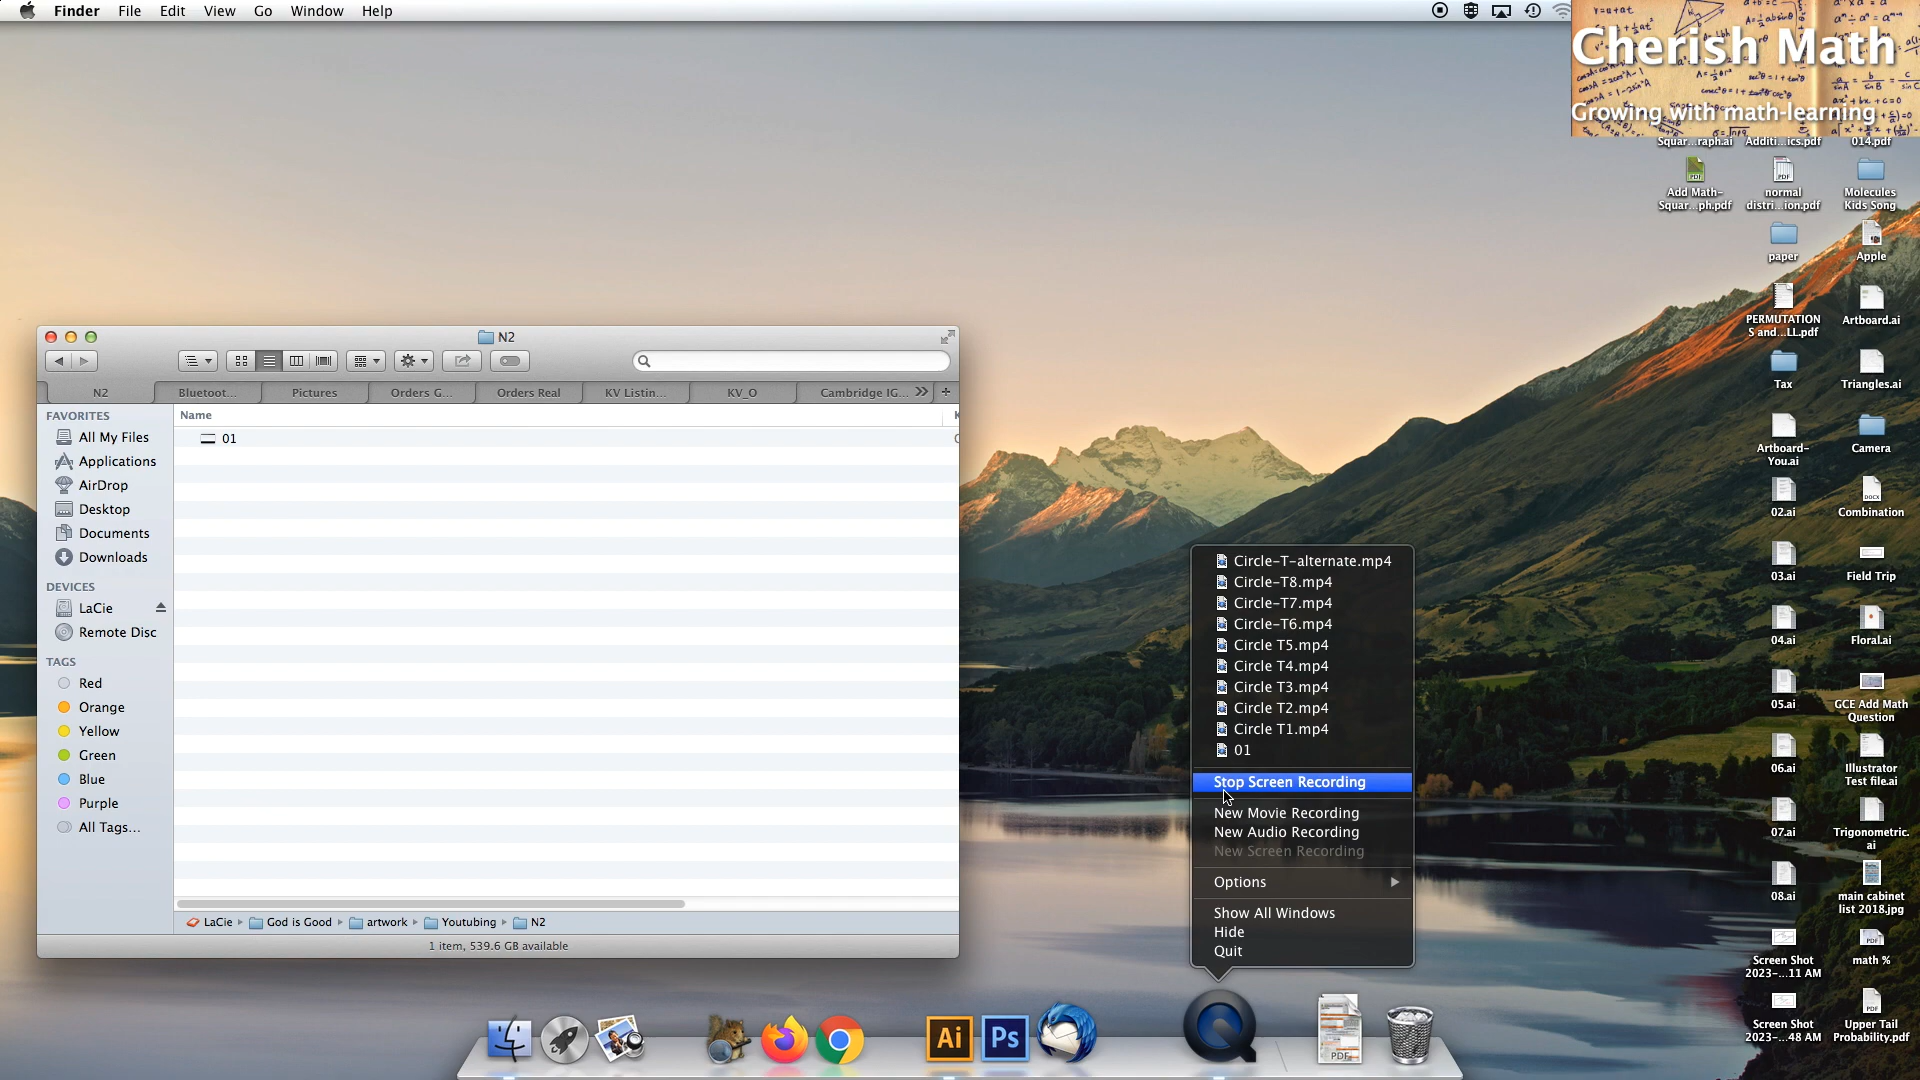 Finder File Edit View Go Window Help
Cherish Math
Growing with math-learning
Squar...raph.ai Additi...ics.pdf 014.pdf
Add Math-
Squar...ph.pdf
normal
distri...ion.pdf
Molecules
Kids Song
paper
Apple
PERMUTATION
S and...LL.pdf
Artboard.ai
Tax
Triangles.ai
Artboard-
You.ai
Camera
02.ai
Combination
03.ai
Field Trip
04.ai
Floral.ai
05.ai
GCE Add Math
Question
06.ai
Illustrator
Test file.ai
07.ai
Trigonometric.
ai
08.ai
main cabinet
list 2018.jpg
Screen Shot
2023-...11 AM
math %
Screen Shot
2023-...48 AM
Upper Tail
Probability.pdf
N2
N2 Bluetoot... Pictures Orders G... Orders Real KV Listin... KV_O Cambridge IG...
FAVORITES
All My Files
Applications
AirDrop
Desktop
Documents
Downloads
DEVICES
LaCie
Remote Disc
TAGS
Red
Orange
Yellow
Green
Blue
Purple
All Tags...
Name
01
LaCie God is Good artwork Youtubing N2
1 item, 539.6 GB available
Circle-T-alternate.mp4
Circle-T8.mp4
Circle-T7.mp4
Circle-T6.mp4
Circle T5.mp4
Circle T4.mp4
Circle T3.mp4
Circle T2.mp4
Circle T1.mp4
01
Stop Screen Recording
New Movie Recording
New Audio Recording
New Screen Recording
Options
Show All Windows
Hide
Quit
Ai
Ps
PDF